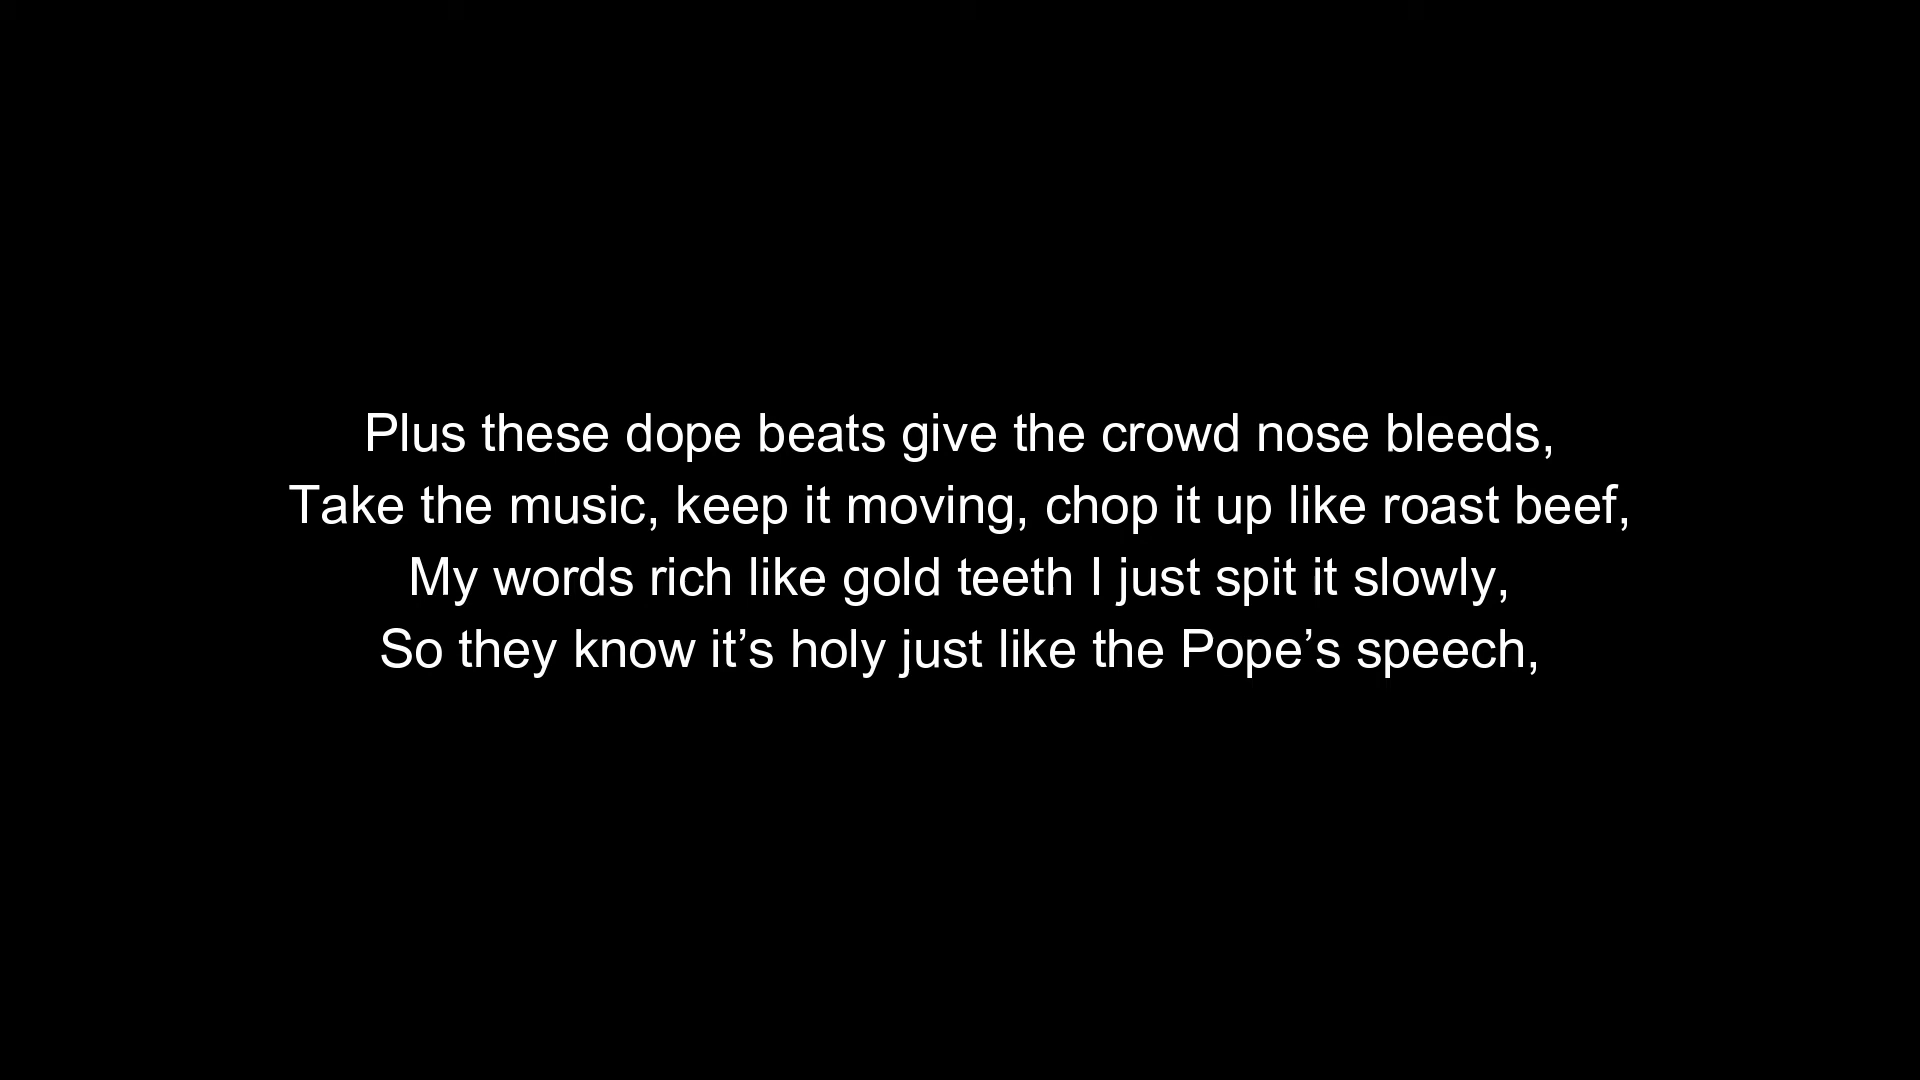 Plus these dope beats give the crowd nose bleeds,
Take the music, keep it moving, chop it up like roast beef,
My words rich like gold teeth I just spit it slowly,
So they know it’s holy just like the Pope’s speech,